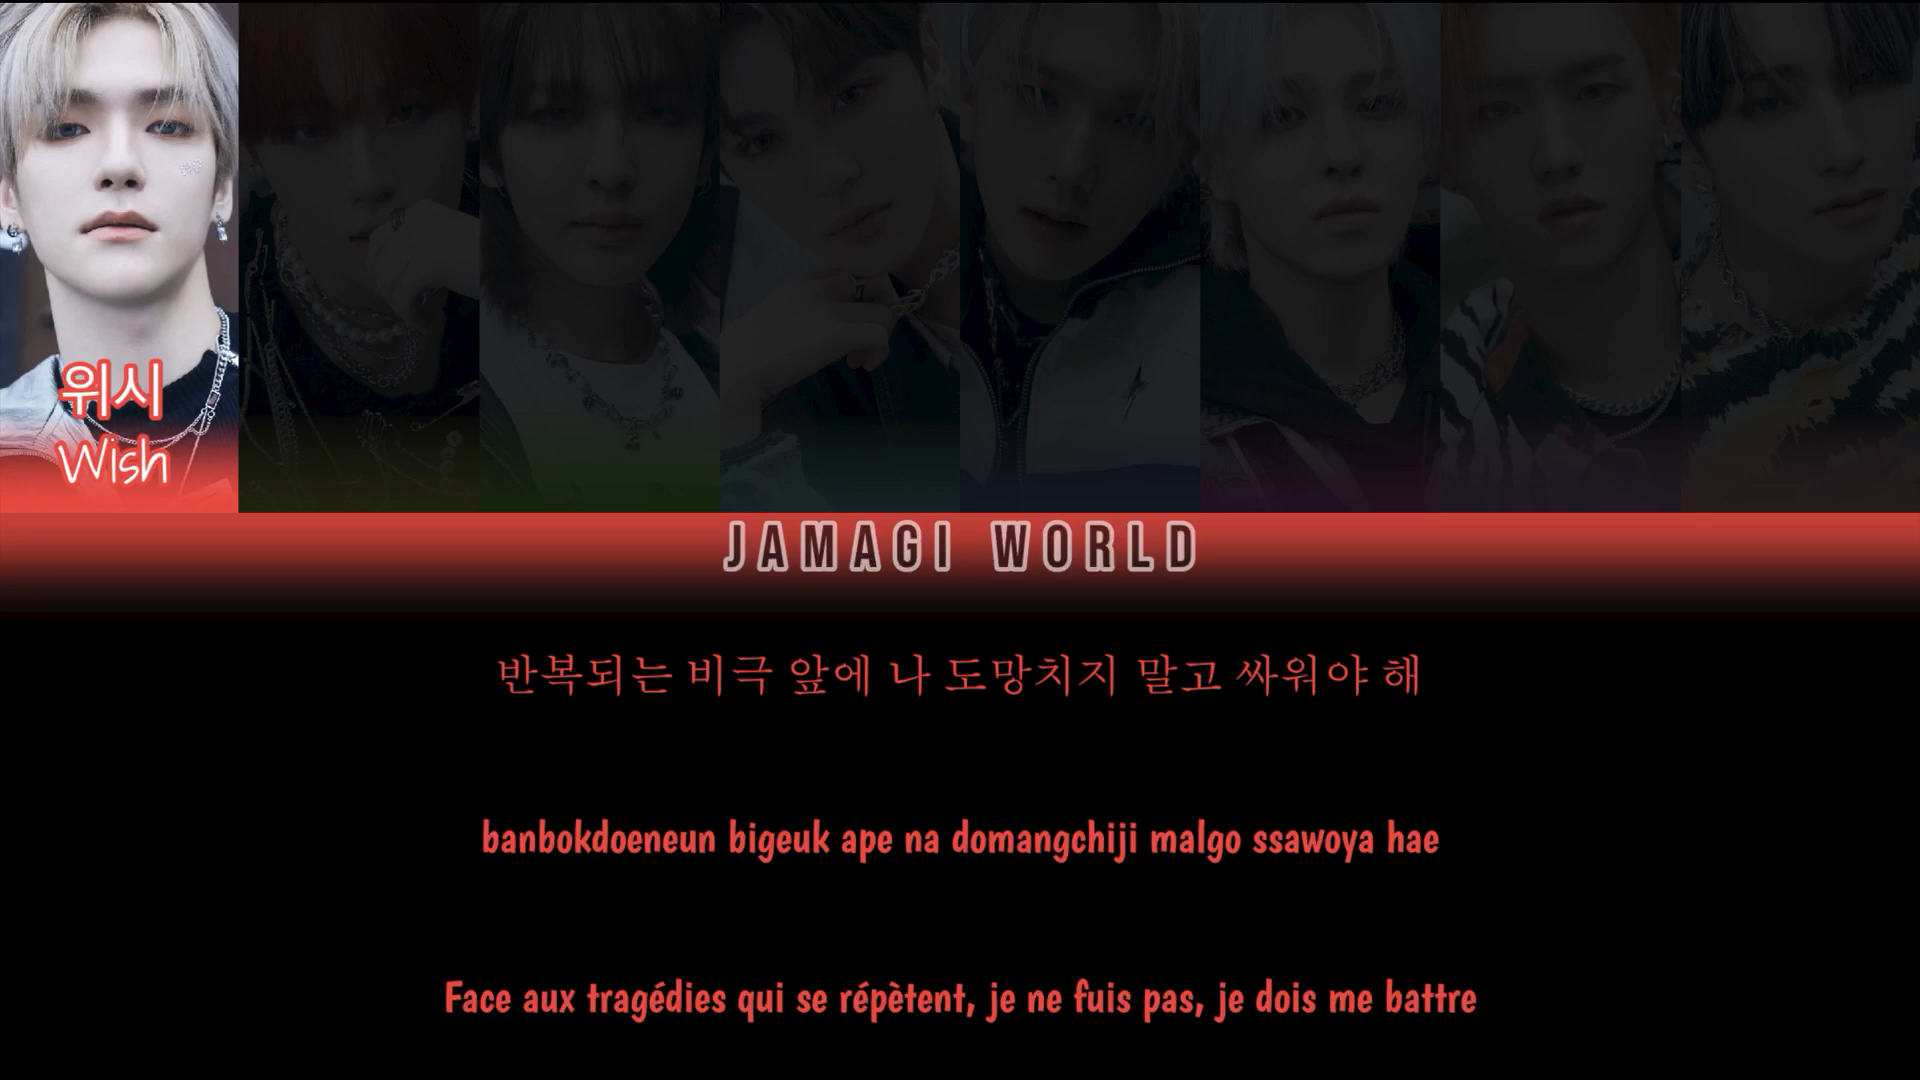 위시
Wish
JAMAGI WORLD
반복되는 비극 앞에 나 도망치지 말고 싸워야 해
banbokdoeneun bigeuk ape na domangchiji malgo ssawoya hae
Face aux tragédies qui se répètent, je ne fuis pas, je dois me battre